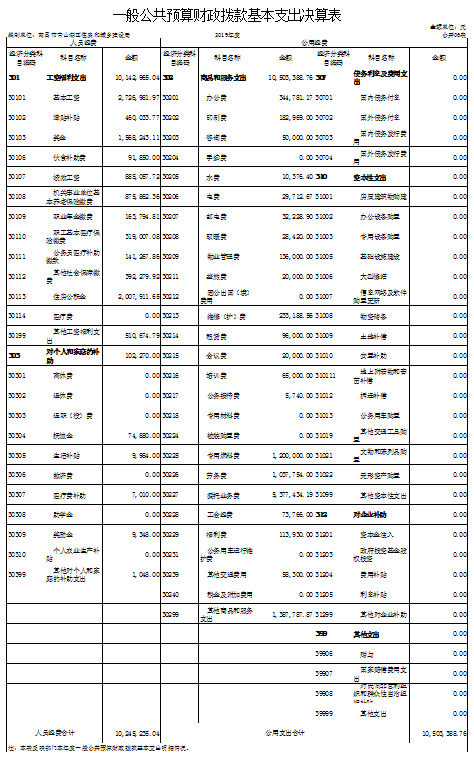 一般公共预算财政拨款基本支出决算表
金额单位：元
编制单位：南昌市青山湖区住房和城乡建设局 2019年度 公开06表
人员经费 公用经费
经济分类科目编码 科目名称 金额 经济分类科目编码 科目名称 金额 经济分类科目编码 科目名称 金额
301 工资福利支出 10,142,965.04 302 商品和服务支出 10,503,388.76 307 债务利息及费用支出 0.00
30101 基本工资 2,726,981.97 30201 办公费 344,781.17 30701 国内债务付息 0.00
30102 津贴补贴 460,033.77 30202 印刷费 182,969.00 30702 国外债务付息 0.00
30103 奖金 1,568,243.11 30203 咨询费 50,000.00 30703 国内债务发行费用 0.00
30106 伙食补助费 91,850.00 30204 手续费 0.00 30704 国外债务发行费用 0.00
30107 绩效工资 885,057.72 30205 水费 10,376.40 310 资本性支出 0.00
30108 机关事业单位基本养老保险缴费 875,862.36 30206 电费 29,712.67 31001 房屋建筑物购建 0.00
30109 职业年金缴费 163,794.81 30207 邮电费 32,228.90 31002 办公设备购置 0.00
30110 职工基本医疗保险缴费 319,007.08 30208 取暖费 28,420.00 31003 专用设备购置 0.00
30111 公务员医疗补助缴款 141,267.86 30209 物业管理费 136,000.00 31005 基础设施建设 0.00
30112 其他社会保障缴费 392,279.92 30211 差旅费 20,000.00 31006 大型修缮 0.00
30113 住房公积金 2,007,911.65 30212 因公出国（境）费用 0.00 31007 信息网络及软件购置更新 0.00
30114 医疗费 0.00 30213 维修（护）费 233,188.56 31008 物资储备 0.00
30199 其他工资福利支出 510,674.79 30214 租赁费 96,000.00 31009 土地补偿 0.00
303 对个人和家庭的补助 102,270.00 30215 会议费 20,000.00 31010 安置补助 0.00
30301 离休费 0.00 30216 培训费 65,000.00 31011 地上附着物和青苗补偿 0.00
30302 退休费 0.00 30217 公务接待费 5,740.00 31012 拆迁补偿 0.00
30303 退职（役）费 0.00 30218 专用材料费 0.00 31013 公务用车购置 0.00
30304 抚恤金 74,880.00 30224 被装购置费 0.00 31019 其他交通工具购置 0.00
30305 生活补贴 9,984.00 30225 专用燃料费 1,200,000.00 31021 文物和陈列品购置 0.00
30306 救济费 0.00 30226 劳务费 1,037,754.00 31022 无形资产购置 0.00
30307 医疗费补助 7,010.00 30227 委托业务费 5,377,434.19 31099 其他资本性支出 0.00
30308 助学金 0.00 30228 工会经费 73,766.00 312 对企业补助 0.00
30309 奖励金 9,348.00 30229 福利费 113,930.00 31201 资本金注入 0.00
30310 个人农业生产补贴 0.00 30231 公务用车运行维护费 0.00 31203 政府投资基金股权投资 0.00
30399 其他对个人和家庭的补助支出 1,048.00 30239 其他交通费用 58,300.00 31204 费用补贴 0.00
30240 税金及附加费用 0.00 31205 利息补贴 0.00
30299 其他商品和服务支出 1,387,787.87 31299 其他对企业补助 0.00
399 其他支出 0.00
39906 赠与 0.00
39907 国家赔偿费用支出 0.00
39908 对民间非营利组织和群众性自治组织补贴 0.00
39999 其他支出 0.00
人员经费合计 10,245,235.04 公用支出合计 10,503,388.76
注：本表反映部门本年度一般公共预算财政拨款基本支出明细情况。